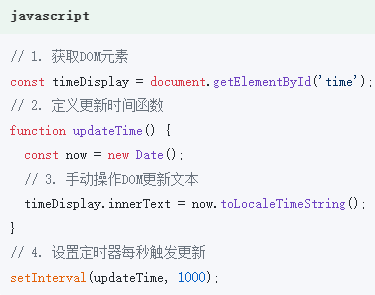 javascript
// 1. 获取DOM元素
const timeDisplay = document.getElementById('time');
// 2. 定义更新时间函数
function updateTime() {
  const now = new Date();
  // 3. 手动操作DOM更新文本
  timeDisplay.innerText = now.toLocaleTimeString();
}
// 4. 设置定时器每秒触发更新
setInterval(updateTime, 1000);